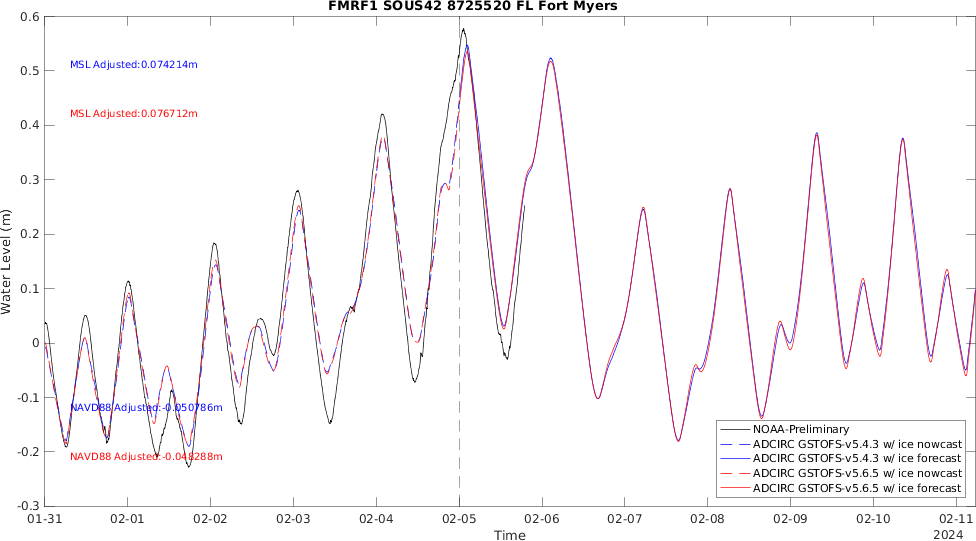 FMRF1 SOUS42 8725520 FL Fort Myers
0.6
0.5
0.4
0.3
0.2
0.1
0
-0.1
-0.2
-0.3
Water Level (m)
MSL Adjusted:0.074214m
MSL Adjusted:0.076712m
NAVD88 Adjusted:-0.050786m
NAVD88 Adjusted:-0.048288m
NOAA-Preliminary
ADCIRC GSTOFS-v5.4.3 w/ ice nowcast
ADCIRC GSTOFS-v5.4.3 w/ ice forecast
ADCIRC GSTOFS-v5.6.5 w/ ice nowcast
ADCIRC GSTOFS-v5.6.5 w/ ice forecast
01-31 02-01 02-02 02-03 02-04 02-05 02-06 02-07 02-08 02-09 02-10 02-11
Time
2024